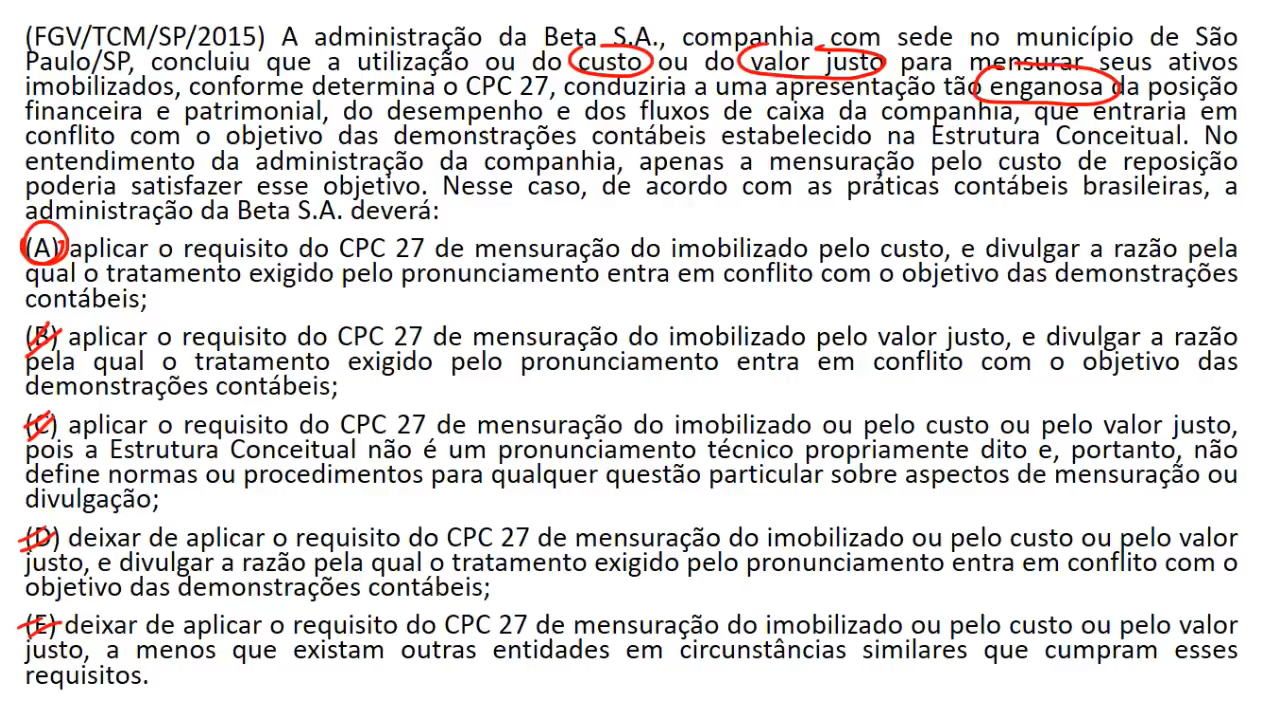 (FGV/TCM/SP/2015) A administração da Beta S.A., companhia com sede no município de São
Paulo/SP, concluiu que a utilização ou do custo ou do valor justo para mensurar seus ativos
imobilizados, conforme determina o CPC 27, conduziria a uma apresentação tão enganosa da posição
financeira e patrimonial, do desempenho e dos fluxos de caixa da companhia, que entraria em
conflito com o objetivo das demonstrações contábeis estabelecido na Estrutura Conceitual. No
entendimento da administração da companhia, apenas a mensuração pelo custo de reposição
poderia satisfazer esse objetivo. Nesse caso, de acordo com as práticas contábeis brasileiras, a
administração da Beta S.A. deverá:
(A) aplicar o requisito do CPC 27 de mensuração do imobilizado pelo custo, e divulgar a razão pela
qual o tratamento exigido pelo pronunciamento entra em conflito com o objetivo das demonstrações
contábeis;
(B) aplicar o requisito do CPC 27 de mensuração do imobilizado pelo valor justo, e divulgar a razão
pela qual o tratamento exigido pelo pronunciamento entra em conflito com o objetivo das
demonstrações contábeis;
(C) aplicar o requisito do CPC 27 de mensuração do imobilizado ou pelo custo ou pelo valor justo,
pois a Estrutura Conceitual não é um pronunciamento técnico propriamente dito e, portanto, não
define normas ou procedimentos para qualquer questão particular sobre aspectos de mensuração ou
divulgação;
(D) deixar de aplicar o requisito do CPC 27 de mensuração do imobilizado ou pelo custo ou pelo valor
justo, e divulgar a razão pela qual o tratamento exigido pelo pronunciamento entra em conflito com o
objetivo das demonstrações contábeis;
(E) deixar de aplicar o requisito do CPC 27 de mensuração do imobilizado ou pelo custo ou pelo valor
justo, a menos que existam outras entidades em circunstâncias similares que cumpram esses
requisitos.